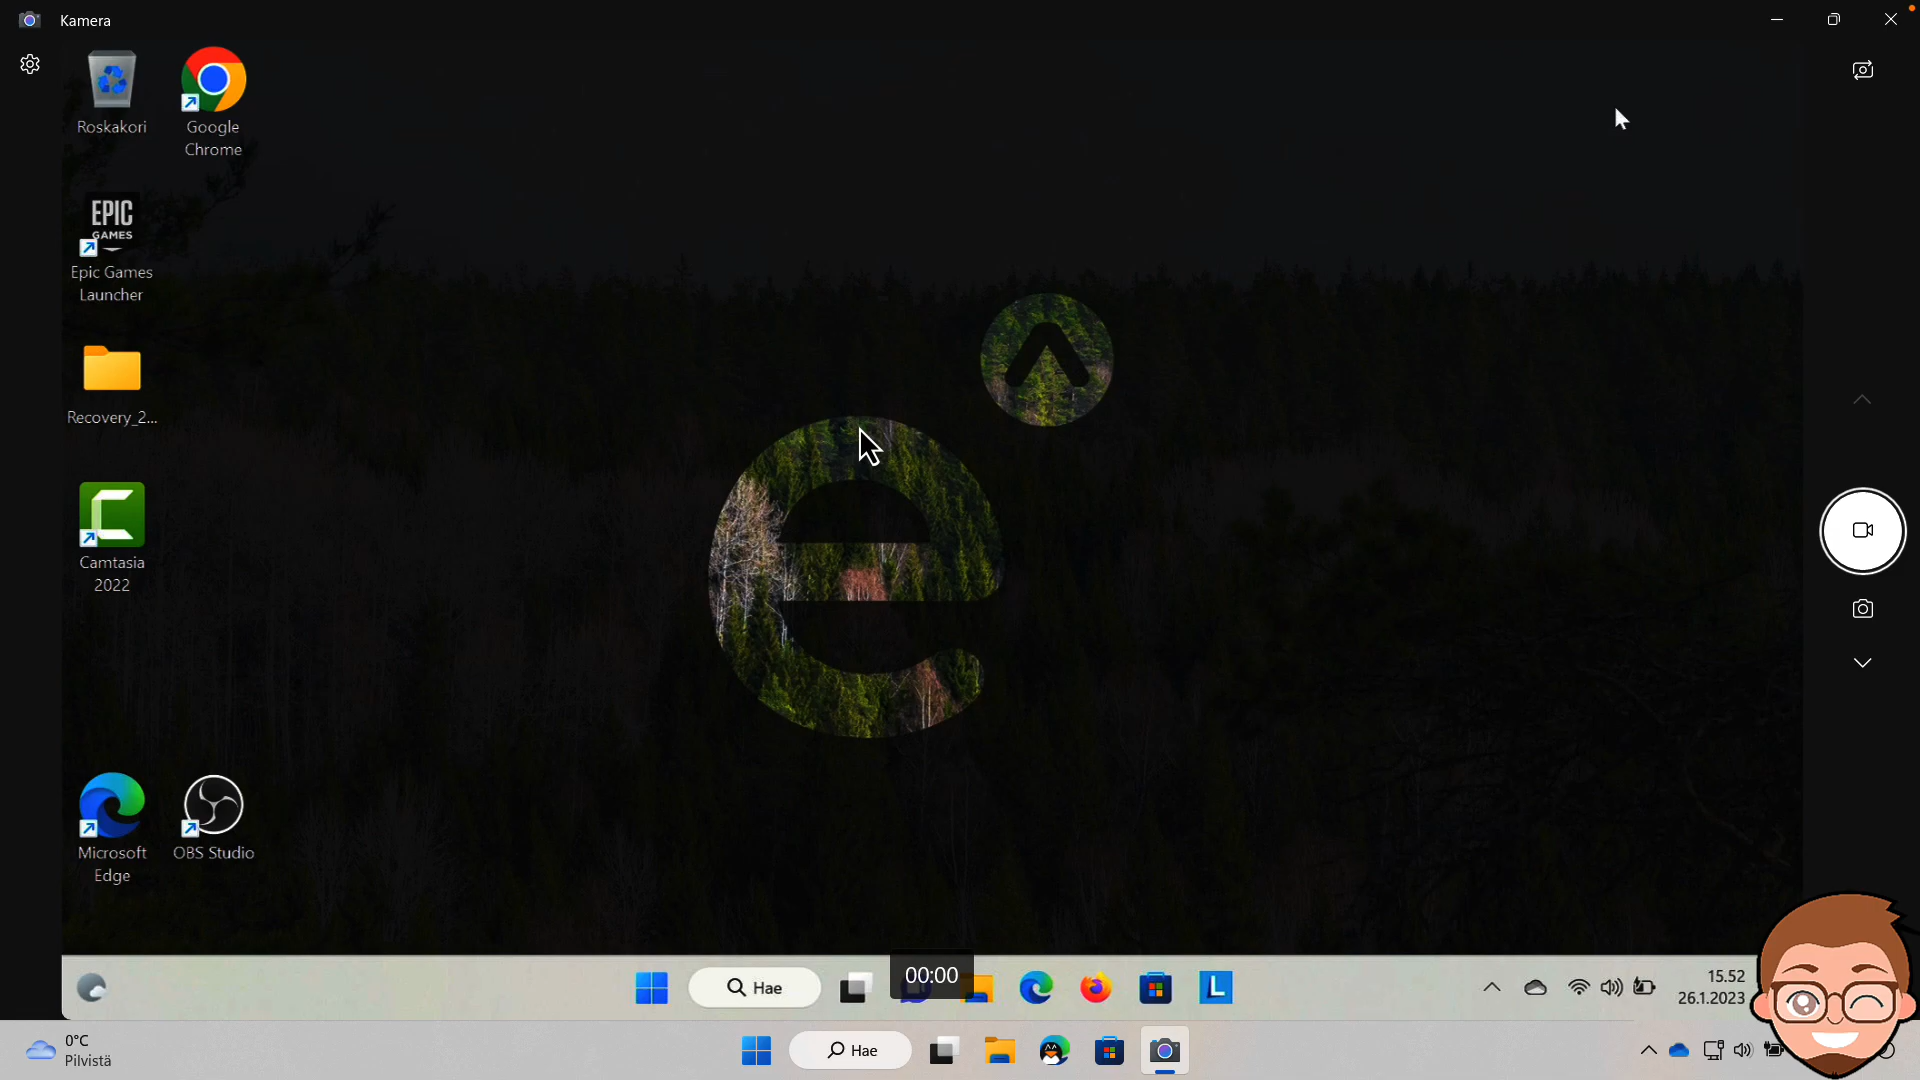 Kamera
Roskakori
Google
Chrome
EPIC
GAMES
Epic Games
Launcher
Recovery_2...
Camtasia
2022
Microsoft
Edge
OBS Studio
e
Hae
00:00
L
15.52
26.1.2023
0°C
Pilvistä
Hae